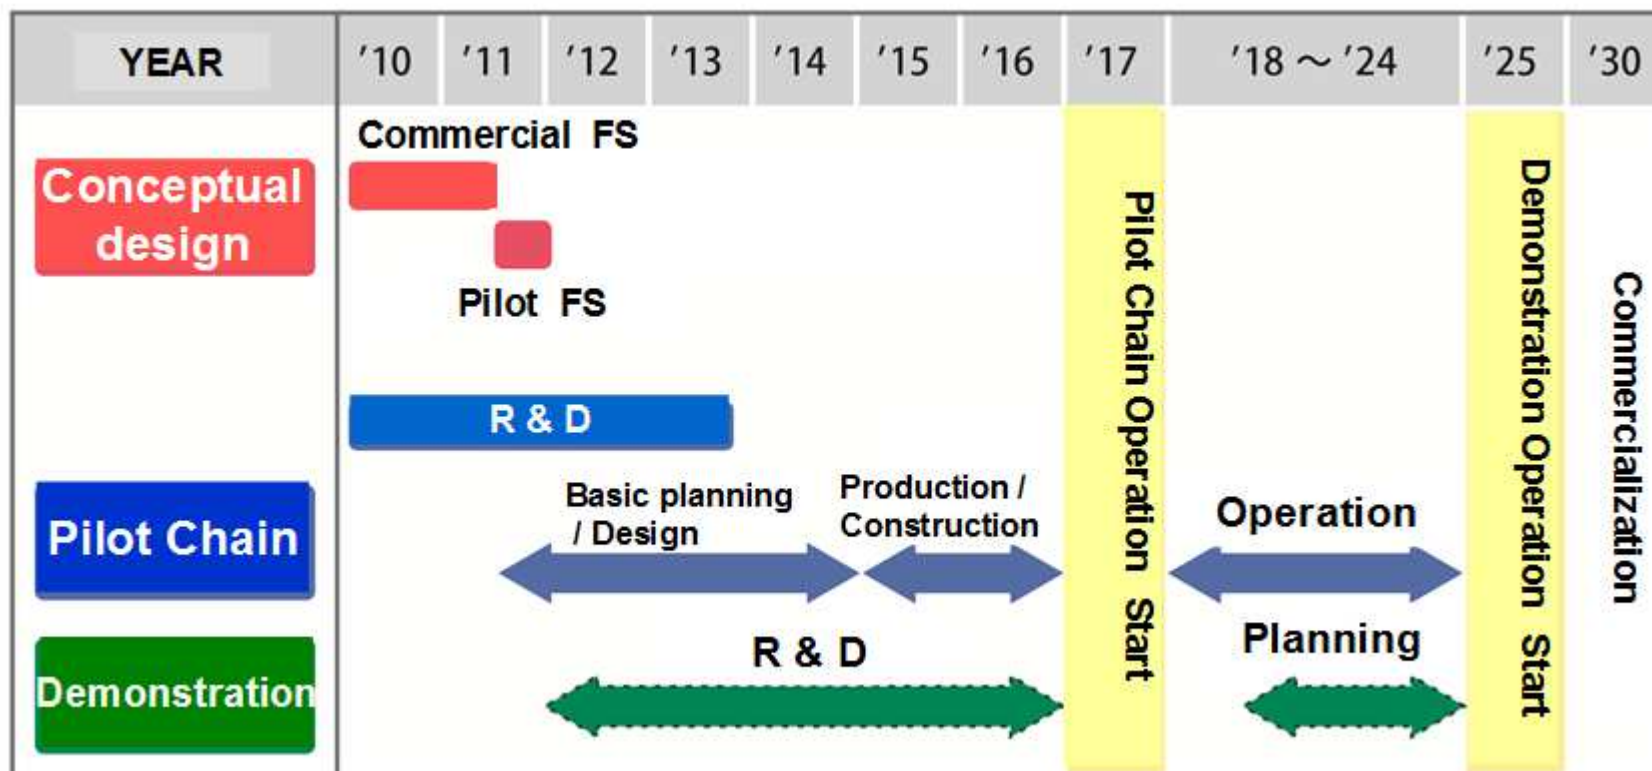 YEAR '10 '11 '12 '13 '14 '15 '16 '17 '18 ～ '24 '25 '30
Commercial FS
Conceptual
design
Pilot FS
R & D
Pilot Chain
Basic planning
/ Design
Production /
Construction
Operation
Demonstration
R & D
Planning
Pilot Chain Operation Start
Demonstration Operation Start
Commercialization